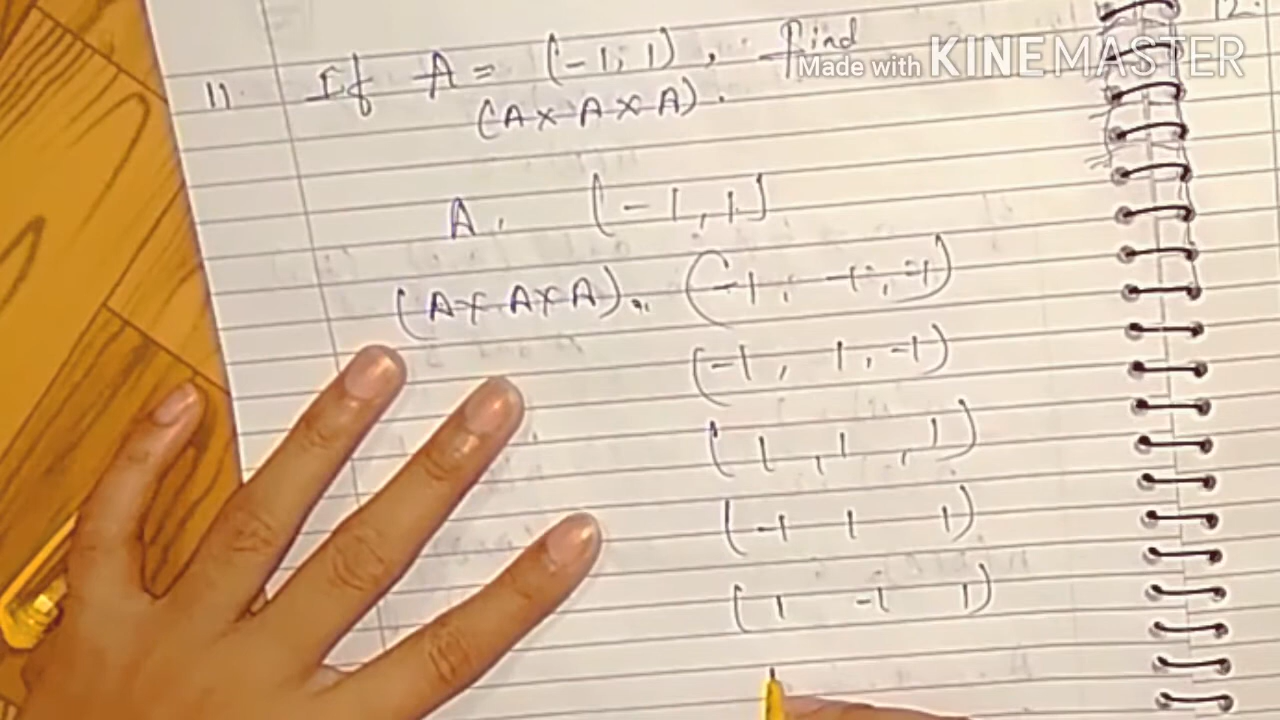 12.
Made with KINEMASTER
11. If A = (-1, 1), find
(A × A × A).
A. (-1, 1]
(A × A × A). (-1, -1, -1)
(-1, 1, -1)
(1, 1, 1)
(-1 1 1)
(1 -1 1)